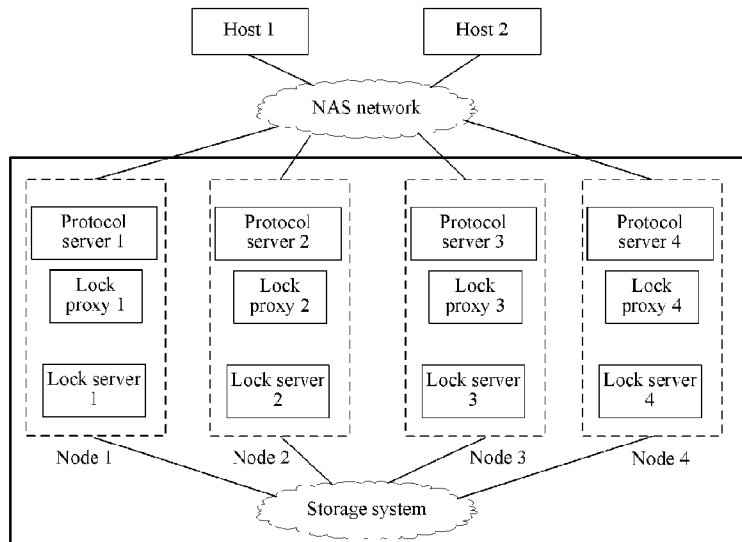 Host 1
Host 2
NAS network
Protocol
server 1
Protocol
server 2
Protocol
server 3
Protocol
server 4
Lock
proxy 1
Lock
proxy 2
Lock
proxy 3
Lock
proxy 4
Lock server
1
Lock server
2
Lock server
3
Lock server
4
Node 1
Node 2
Node 3
Node 4
Storage system